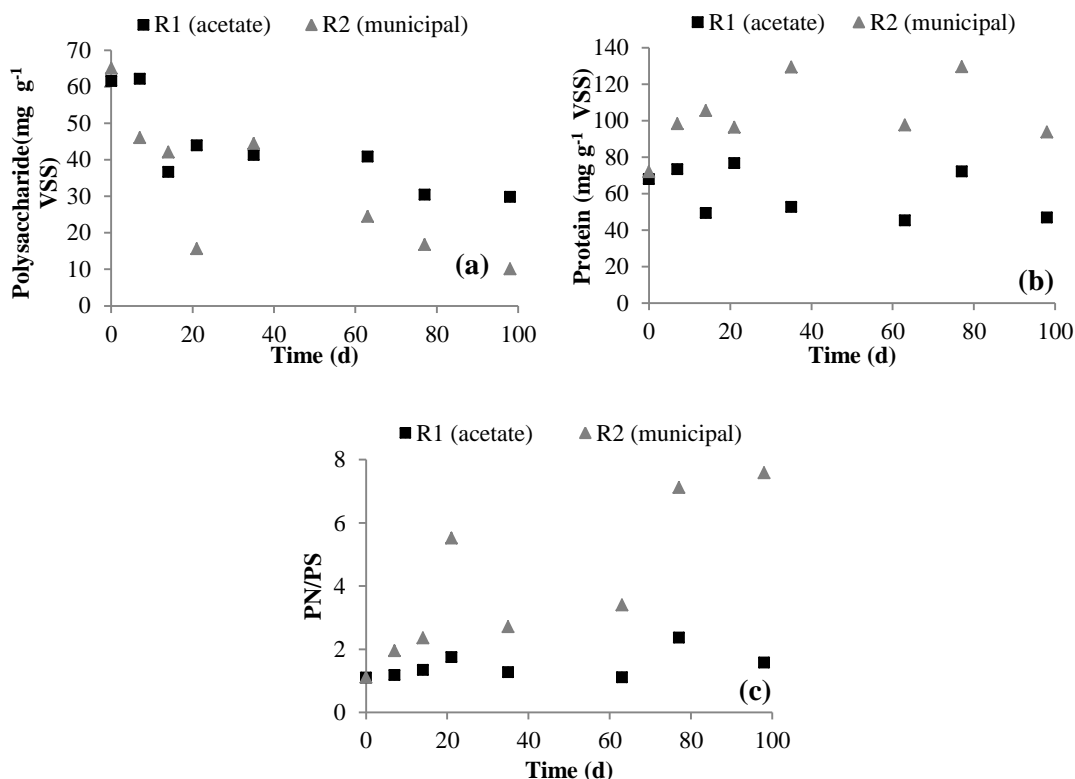 R1 (acetate) R2 (municipal)
70
60
50
40
30
20
10
0
Polysaccharide(mg g-1
VSS)
0 20 40 60 80 100
Time (d)
(a)
R1 (acetate) R2 (municipal)
140
120
100
80
60
40
20
0
Protein (mg g-1 VSS)
0 20 40 60 80 100
Time (d)
(b)
R1 (acetate) R2 (municipal)
8
6
4
2
0
PN/PS
0 20 40 60 80 100
Time (d)
(c)